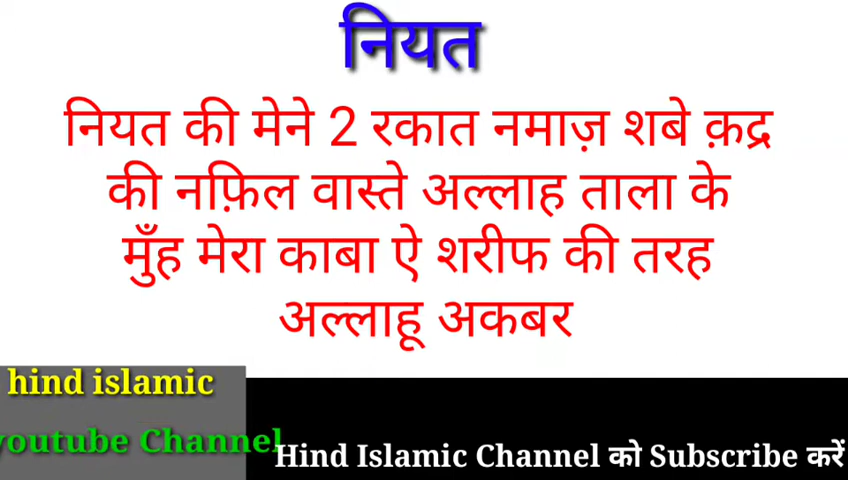 नियत
नियत की मेने 2 रकात नमाज़ शबे क़द्र
की नफ़िल वास्ते अल्लाह ताला के
मुँह मेरा काबा ऐ शरीफ की तरह
अल्लाहू अकबर
hind islamic
youtube Channel
Hind Islamic Channel को Subscribe करें